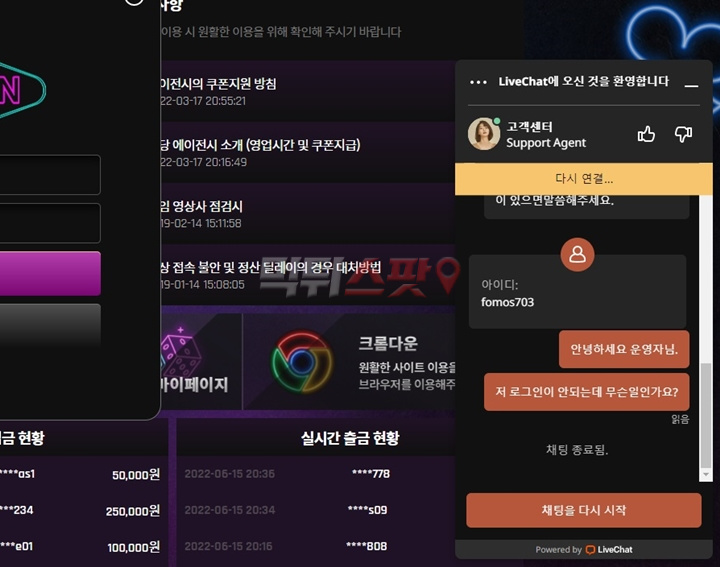 사항
이용 시 원활한 이용을 위해 확인해 주시기 바랍니다
이전시의 쿠폰지원 방침
22-03-17 20:55:21
당 에이전시 소개 (영업시간 및 쿠폰지급)
22-03-17 20:16:49
임 영상사 점검시
19-02-14 15:11:58
상 접속 불안 및 정산 딜레이의 경우 대처방법
19-01-14 15:08:05
먹튀스팟
마이페이지
크롬다운
원활한 사이트 이용을
브라우저를 이용해주
금 현황
****as1 50,000원
****234 250,000원
****e01 100,000원
실시간 출금 현황
2022-06-15 20:36 ****778
2022-06-15 20:34 ****s09
2022-06-15 20:16 ****808
LiveChat에 오신 것을 환영합니다
고객센터
Support Agent
다시 연결...
이 있으면말씀해주세요.
아이디:
fomos703
안녕하세요 운영자님.
저 로그인이 안되는데 무슨일인가요?
읽음
채팅 종료됨.
채팅을 다시 시작
Powered by LiveChat